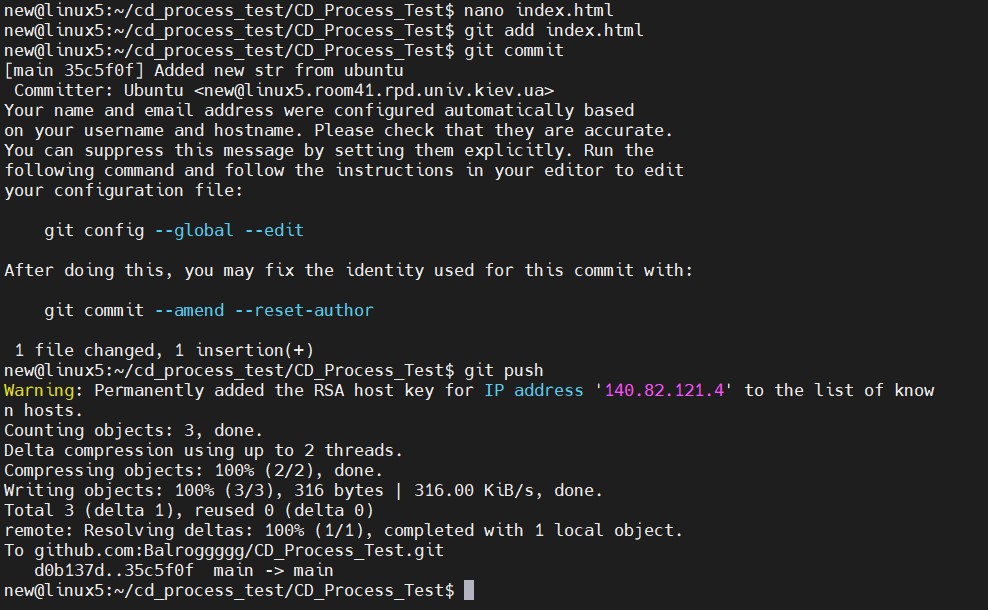 new@linux5:~/cd_process_test/CD_Process_Test$ nano index.html
new@linux5:~/cd_process_test/CD_Process_Test$ git add index.html
new@linux5:~/cd_process_test/CD_Process_Test$ git commit
[main 35c5f0f] Added new str from ubuntu
 Committer: Ubuntu <new@linux5.room41.rpd.univ.kiev.ua>
Your name and email address were configured automatically based
on your username and hostname. Please check that they are accurate.
You can suppress this message by setting them explicitly. Run the
following command and follow the instructions in your editor to edit
your configuration file:

    git config --global --edit

After doing this, you may fix the identity used for this commit with:

    git commit --amend --reset-author

 1 file changed, 1 insertion(+)
new@linux5:~/cd_process_test/CD_Process_Test$ git push
Warning: Permanently added the RSA host key for IP address '140.82.121.4' to the list of know
n hosts.
Counting objects: 3, done.
Delta compression using up to 2 threads.
Compressing objects: 100% (2/2), done.
Writing objects: 100% (3/3), 316 bytes | 316.00 KiB/s, done.
Total 3 (delta 1), reused 0 (delta 0)
remote: Resolving deltas: 100% (1/1), completed with 1 local object.
To github.com:Balroggggg/CD_Process_Test.git
   d0b137d..35c5f0f  main -> main
new@linux5:~/cd_process_test/CD_Process_Test$